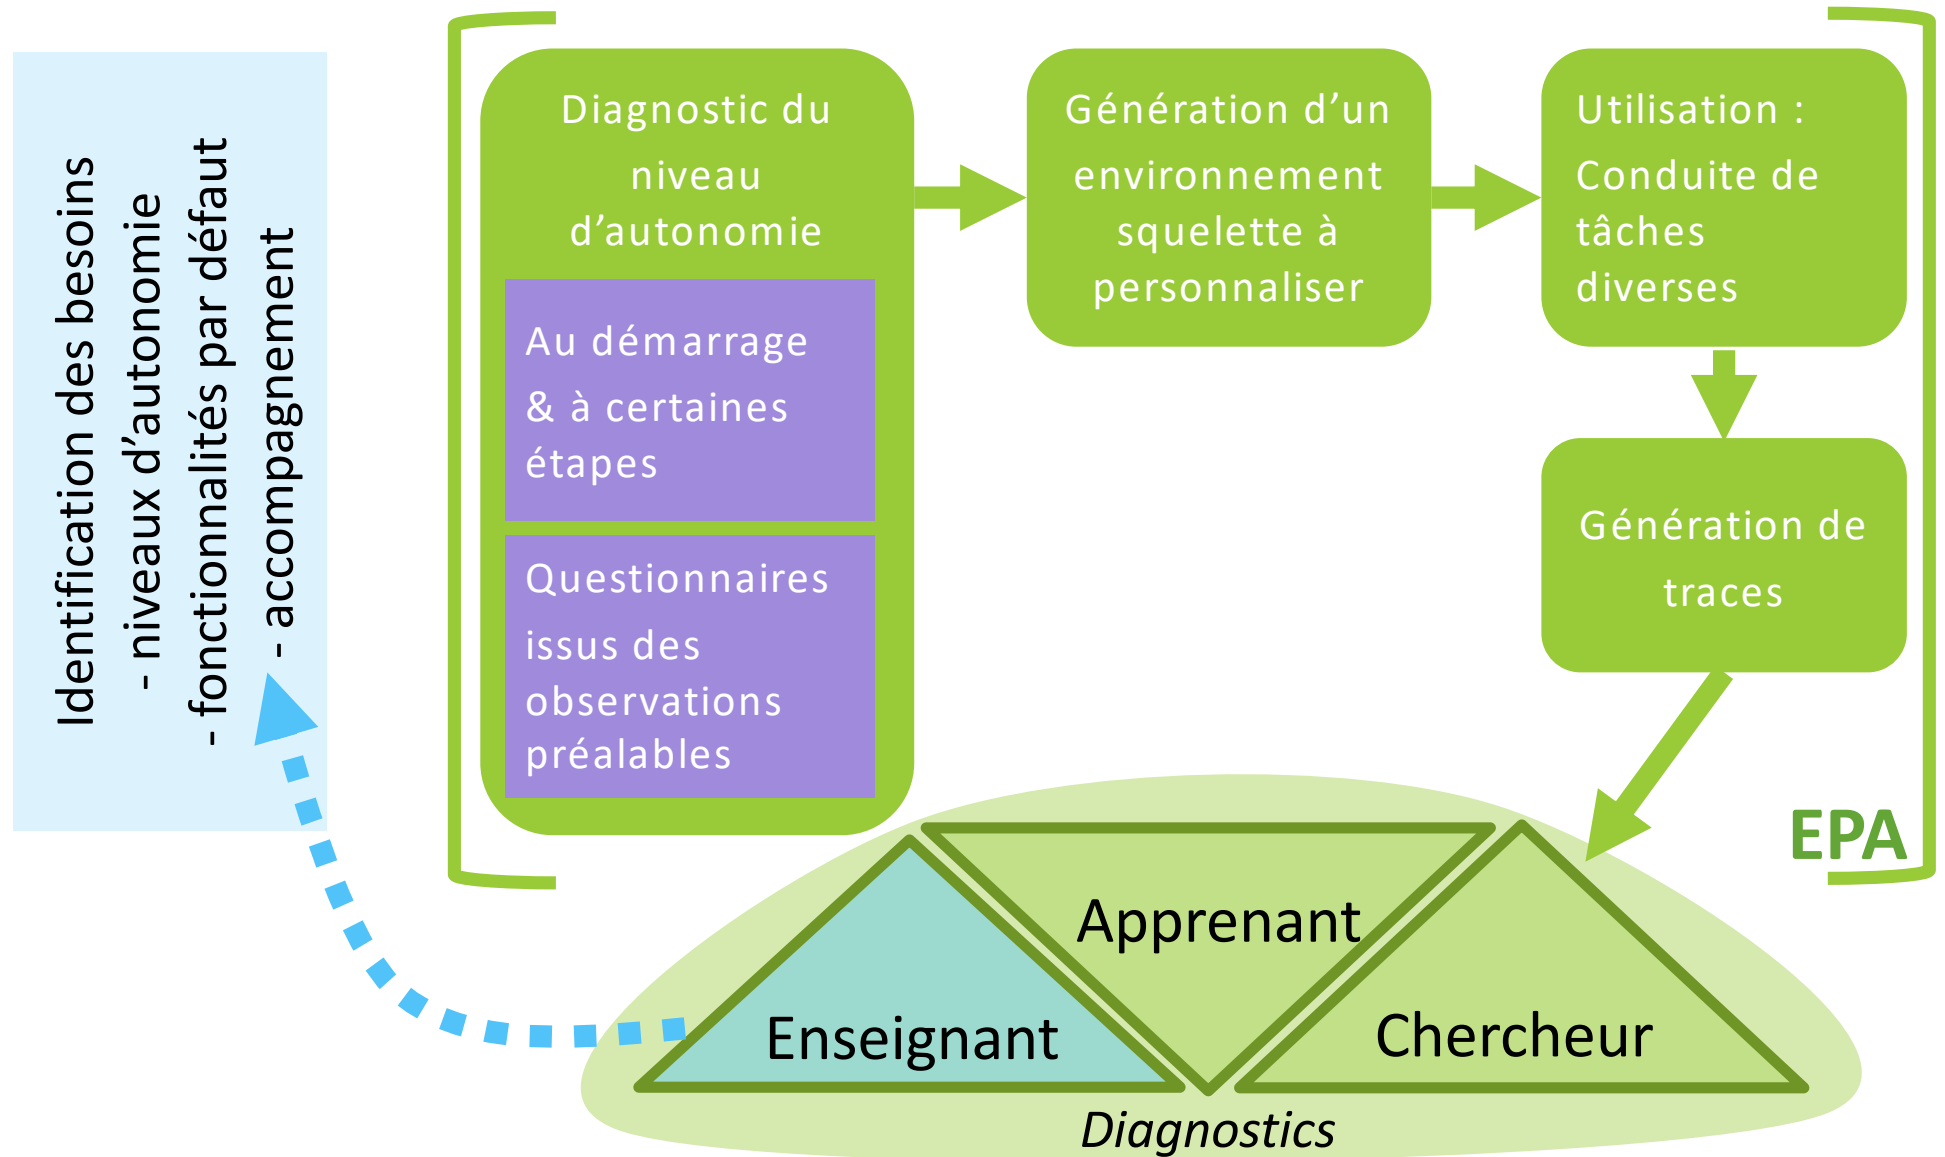 Identification des besoins
- niveaux d’autonomie
- fonctionnalités par défaut
- accompagnement
Diagnostic du
niveau
d’autonomie
Au démarrage
& à certaines
étapes
Questionnaires
issus des
observations
préalables
Génération d’un
environnement
squelette à
personnaliser
Utilisation :
Conduite de
tâches
diverses
Génération de
traces
EPA
Apprenant
Enseignant
Chercheur
Diagnostics